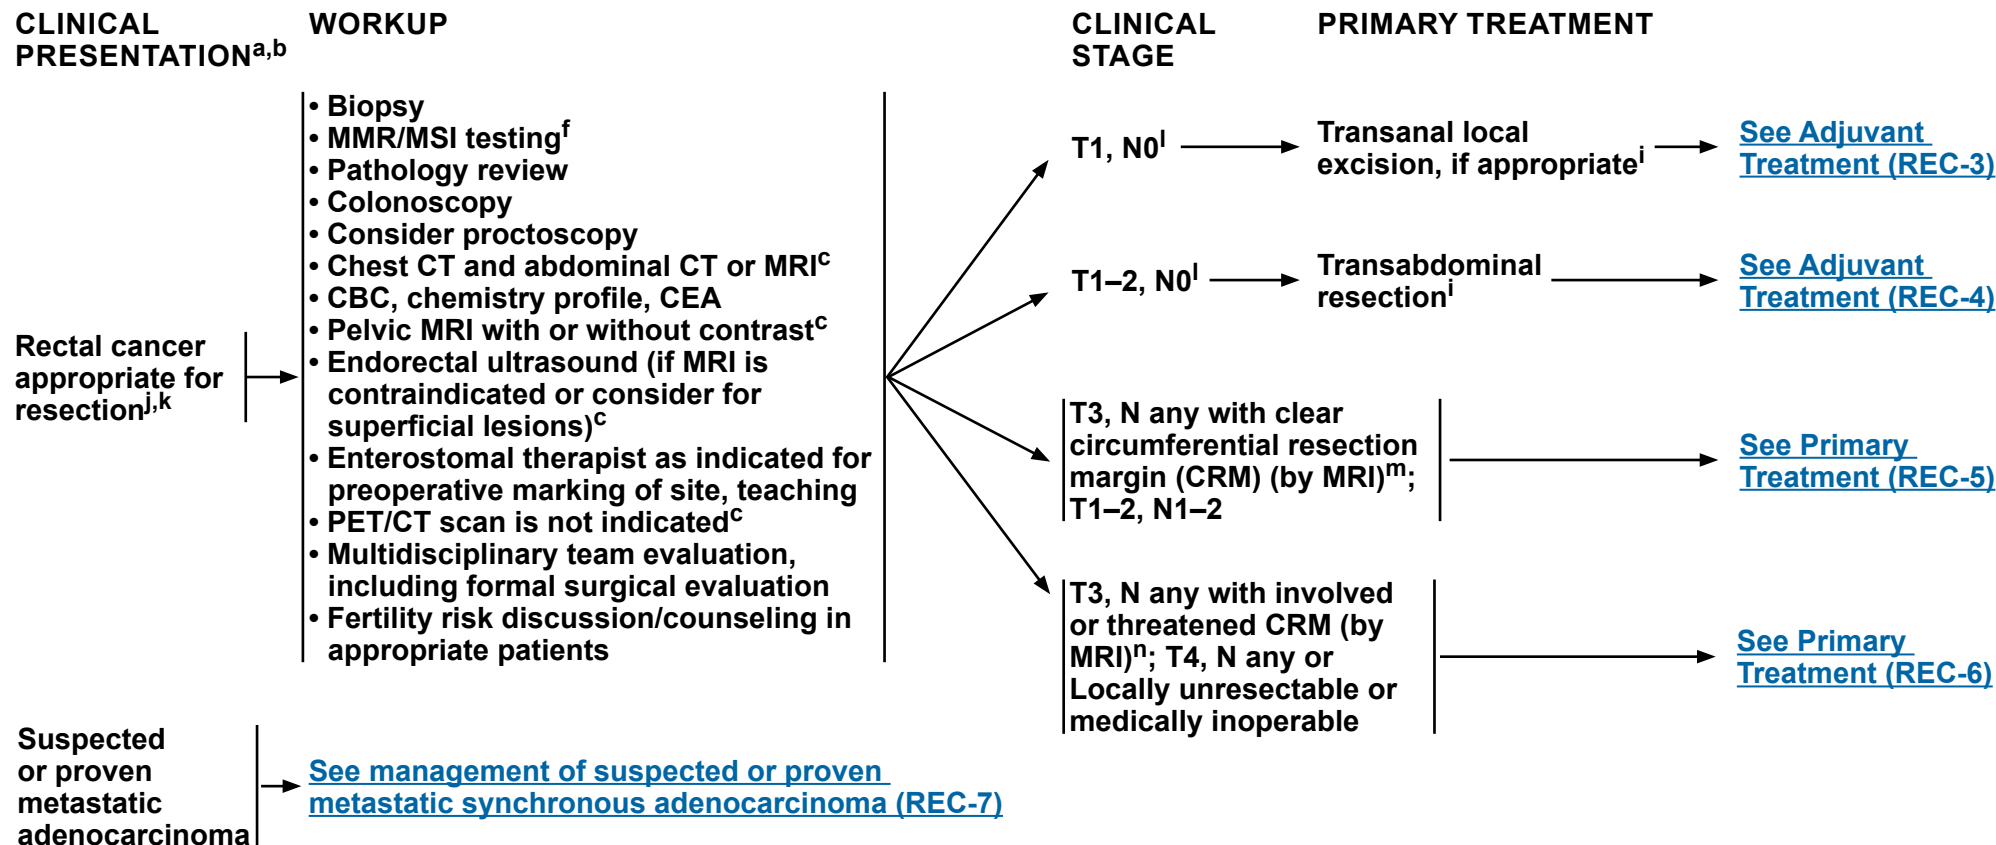 CLINICAL
PRESENTATIONa,b
WORKUP
CLINICAL
STAGE
PRIMARY TREATMENT
Rectal cancer
appropriate for
resectionj,k
• Biopsy
• MMR/MSI testingf
• Pathology review
• Colonoscopy
• Consider proctoscopy
• Chest CT and abdominal CT or MRIc
• CBC, chemistry profile, CEA
• Pelvic MRI with or without contrastc
• Endorectal ultrasound (if MRI is
contraindicated or consider for
superficial lesions)c
• Enterostomal therapist as indicated for
preoperative marking of site, teaching
• PET/CT scan is not indicatedc
• Multidisciplinary team evaluation,
including formal surgical evaluation
• Fertility risk discussion/counseling in
appropriate patients
T1, N0l
Transanal local
excision, if appropriatei
See Adjuvant
Treatment (REC-3)
T1–2, N0l
Transabdominal
resectioni
See Adjuvant
Treatment (REC-4)
T3, N any with clear
circumferential resection
margin (CRM) (by MRI)m;
T1–2, N1–2
See Primary
Treatment (REC-5)
T3, N any with involved
or threatened CRM (by
MRI)n; T4, N any or
Locally unresectable or
medically inoperable
See Primary
Treatment (REC-6)
Suspected
or proven
metastatic
adenocarcinoma
See management of suspected or proven
metastatic synchronous adenocarcinoma (REC-7)